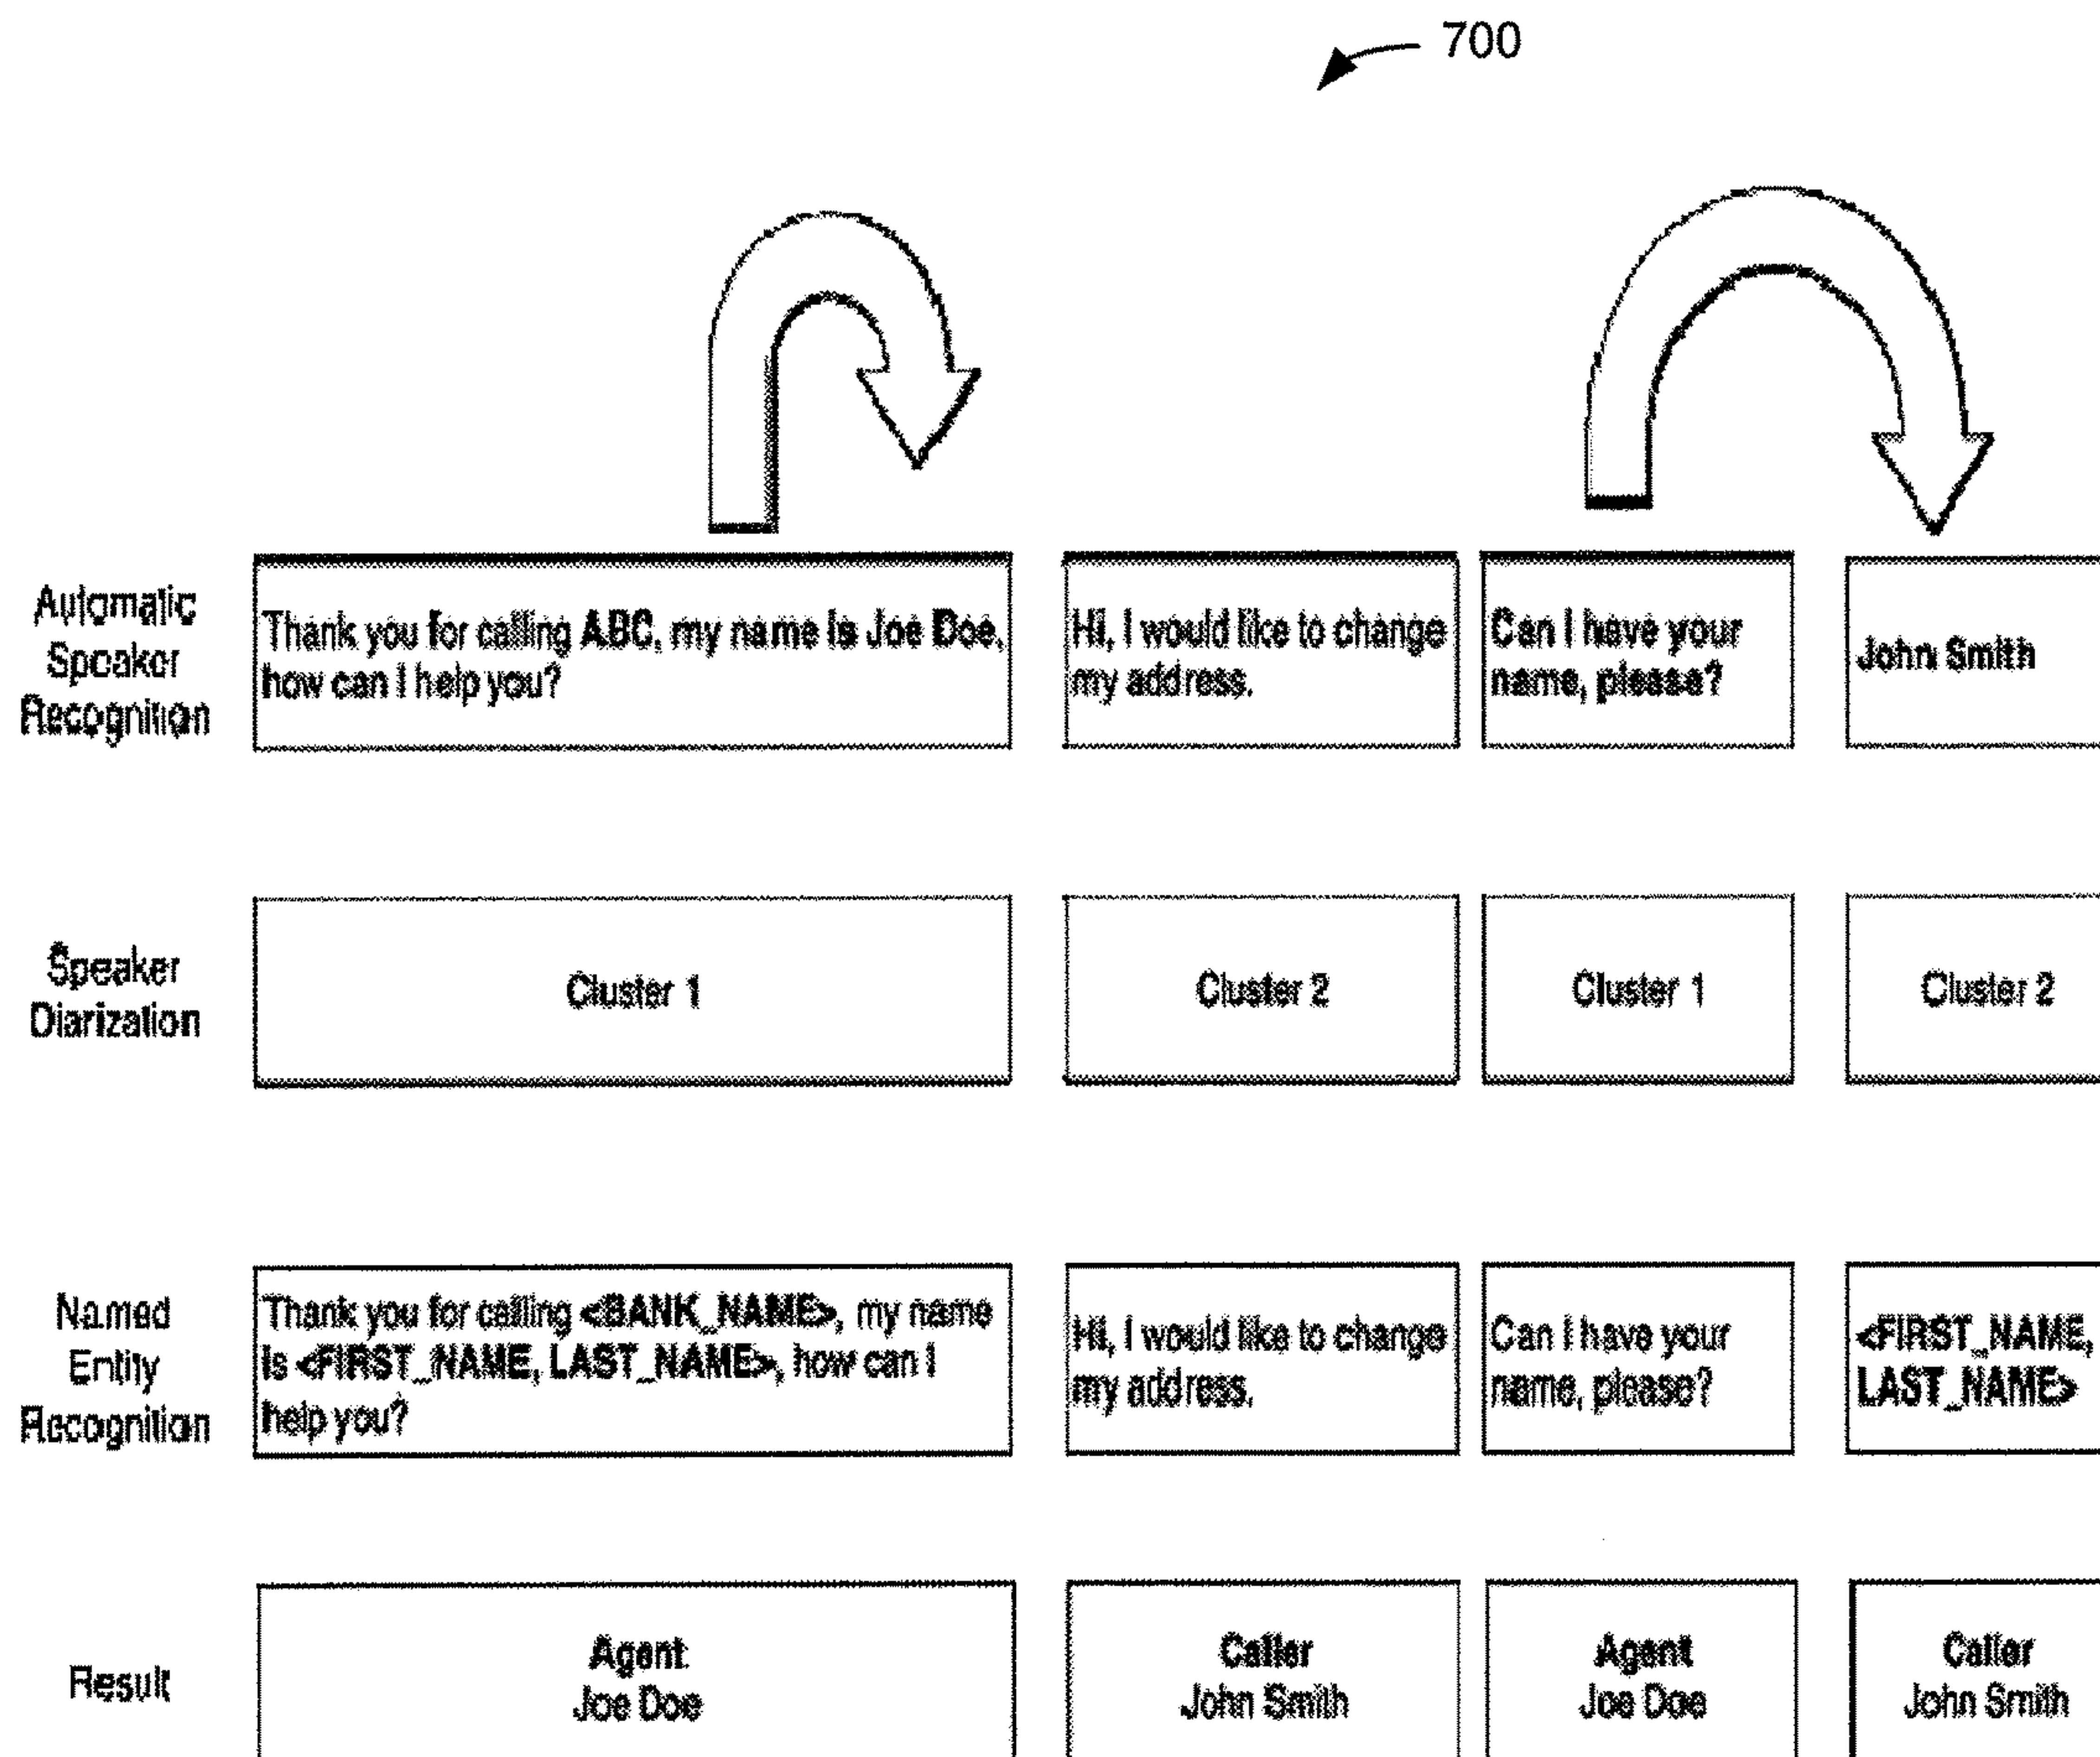 700
Automatic
Speaker
Recognition
Thank you for calling ABC, my name is Joe Doe,
how can I help you?
Hi, I would like to change
my address.
Can I have your
name, please?
John Smith
Speaker
Diarization
Cluster 1
Cluster 2
Cluster 1
Cluster 2
Named
Entity
Recognition
Thank you for calling <BANK_NAME>, my name
is <FIRST_NAME, LAST_NAME>, how can I
help you?
Hi, I would like to change
my address.
Can I have your
name, please?
<FIRST_NAME,
LAST_NAME>
Result
Agent
Joe Doe
Caller
John Smith
Agent
Joe Doe
Caller
John Smith